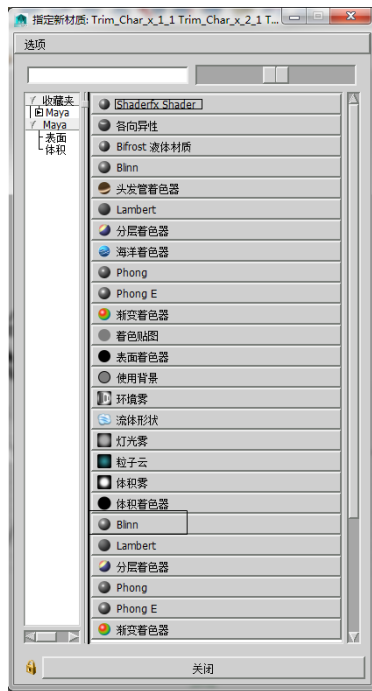 指定新材质: Trim_Char_x_1_1 Trim_Char_x_2_1 T...
选项
收藏夹
Maya
Maya
表面
体积
Shaderfx Shader
各向异性
Bifrost 液体材质
Blinn
头发管着色器
Lambert
分层着色器
海洋着色器
Phong
Phong E
渐变着色器
着色贴图
表面着色器
使用背景
环境雾
流体形状
灯光雾
粒子云
体积雾
体积着色器
Blinn
Lambert
分层着色器
Phong
Phong E
渐变着色器
关闭